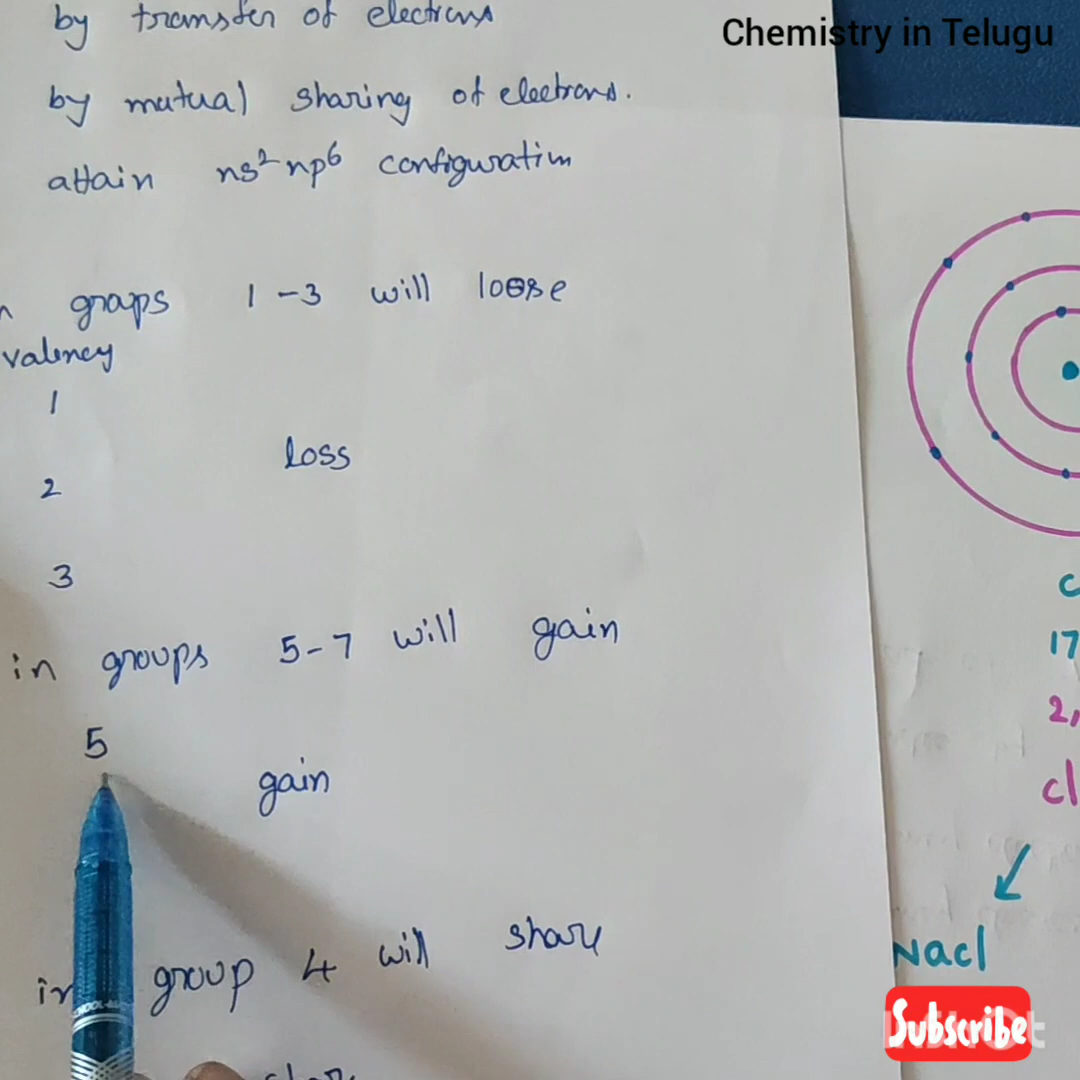 by transfer of electrons
Chemistry in Telugu
by mutual sharing of electrons.
attain ns² np⁶ configuration
groups 1-3 will loose
valency
1
loss
2
3
in groups 5-7 will gain
5
gain
group 4 will share
17
2,
cl
↙
Nacl
Subscribe